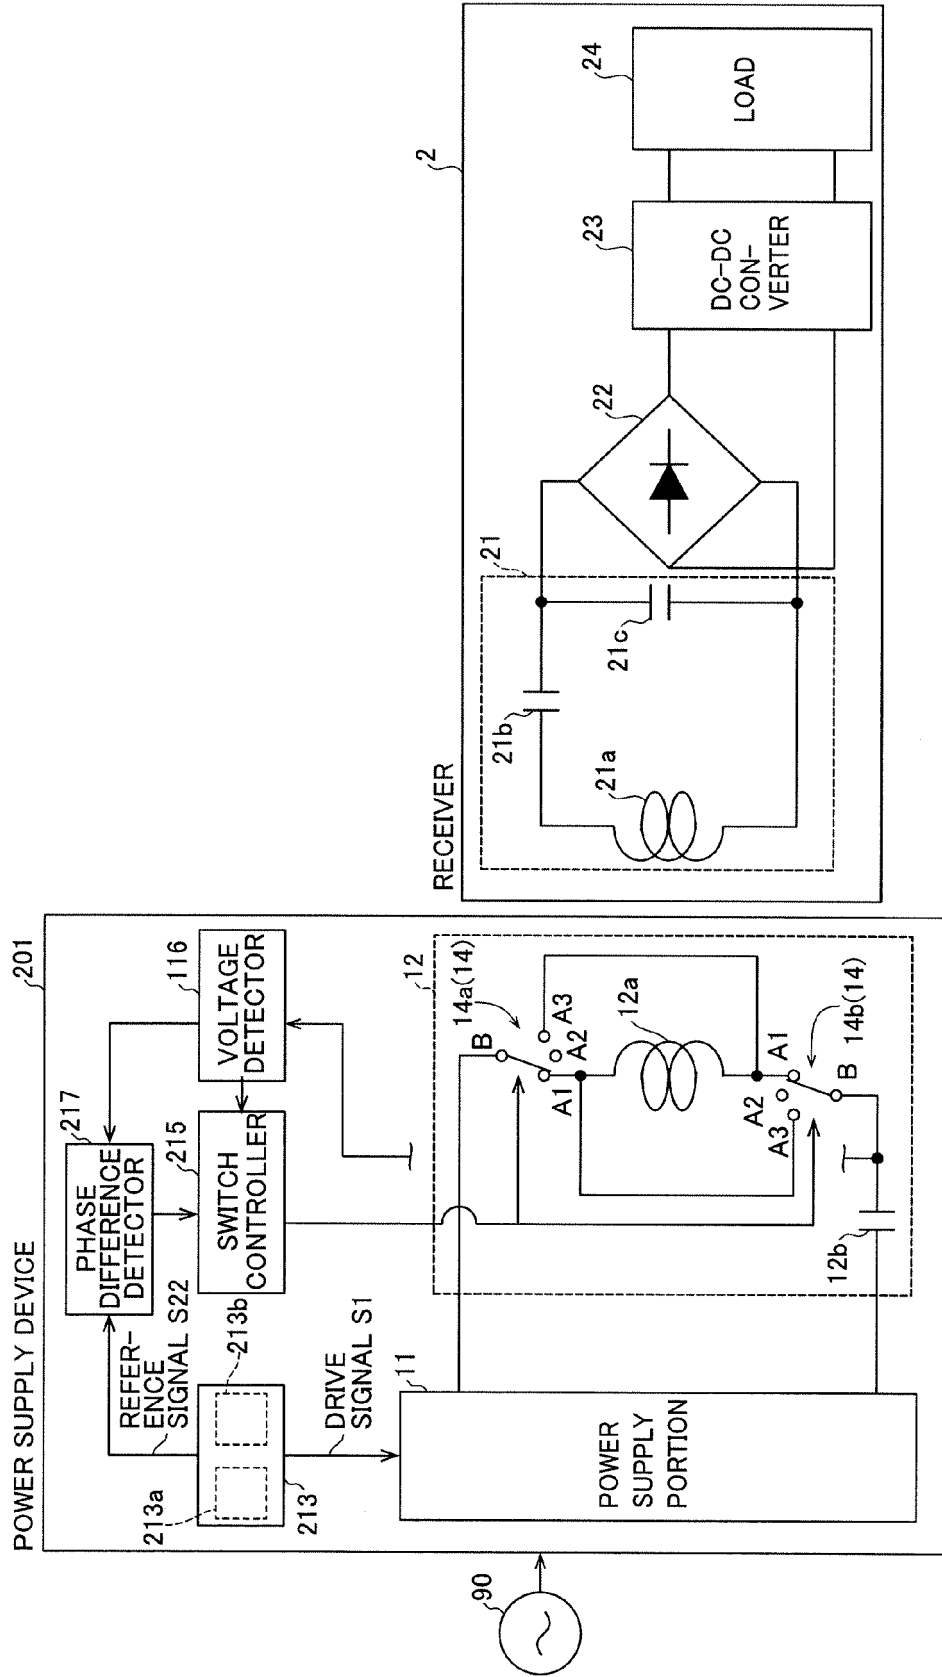 POWER SUPPLY DEVICE
201
213a
213b
213
REFER-
ENCE
SIGNAL S22
DRIVE
SIGNAL S1
PHASE
DIFFERENCE
DETECTOR
217
SWITCH
CONTROLLER
215
VOLTAGE
DETECTOR
116
90
POWER
SUPPLY
PORTION
11
12
14a(14)
B
A1
A2
A3
12a
A1
A2
A3
B
14b(14)
12b
RECEIVER
2
21
21a
21b
21c
22
DC-DC
CON-
VERTER
23
LOAD
24